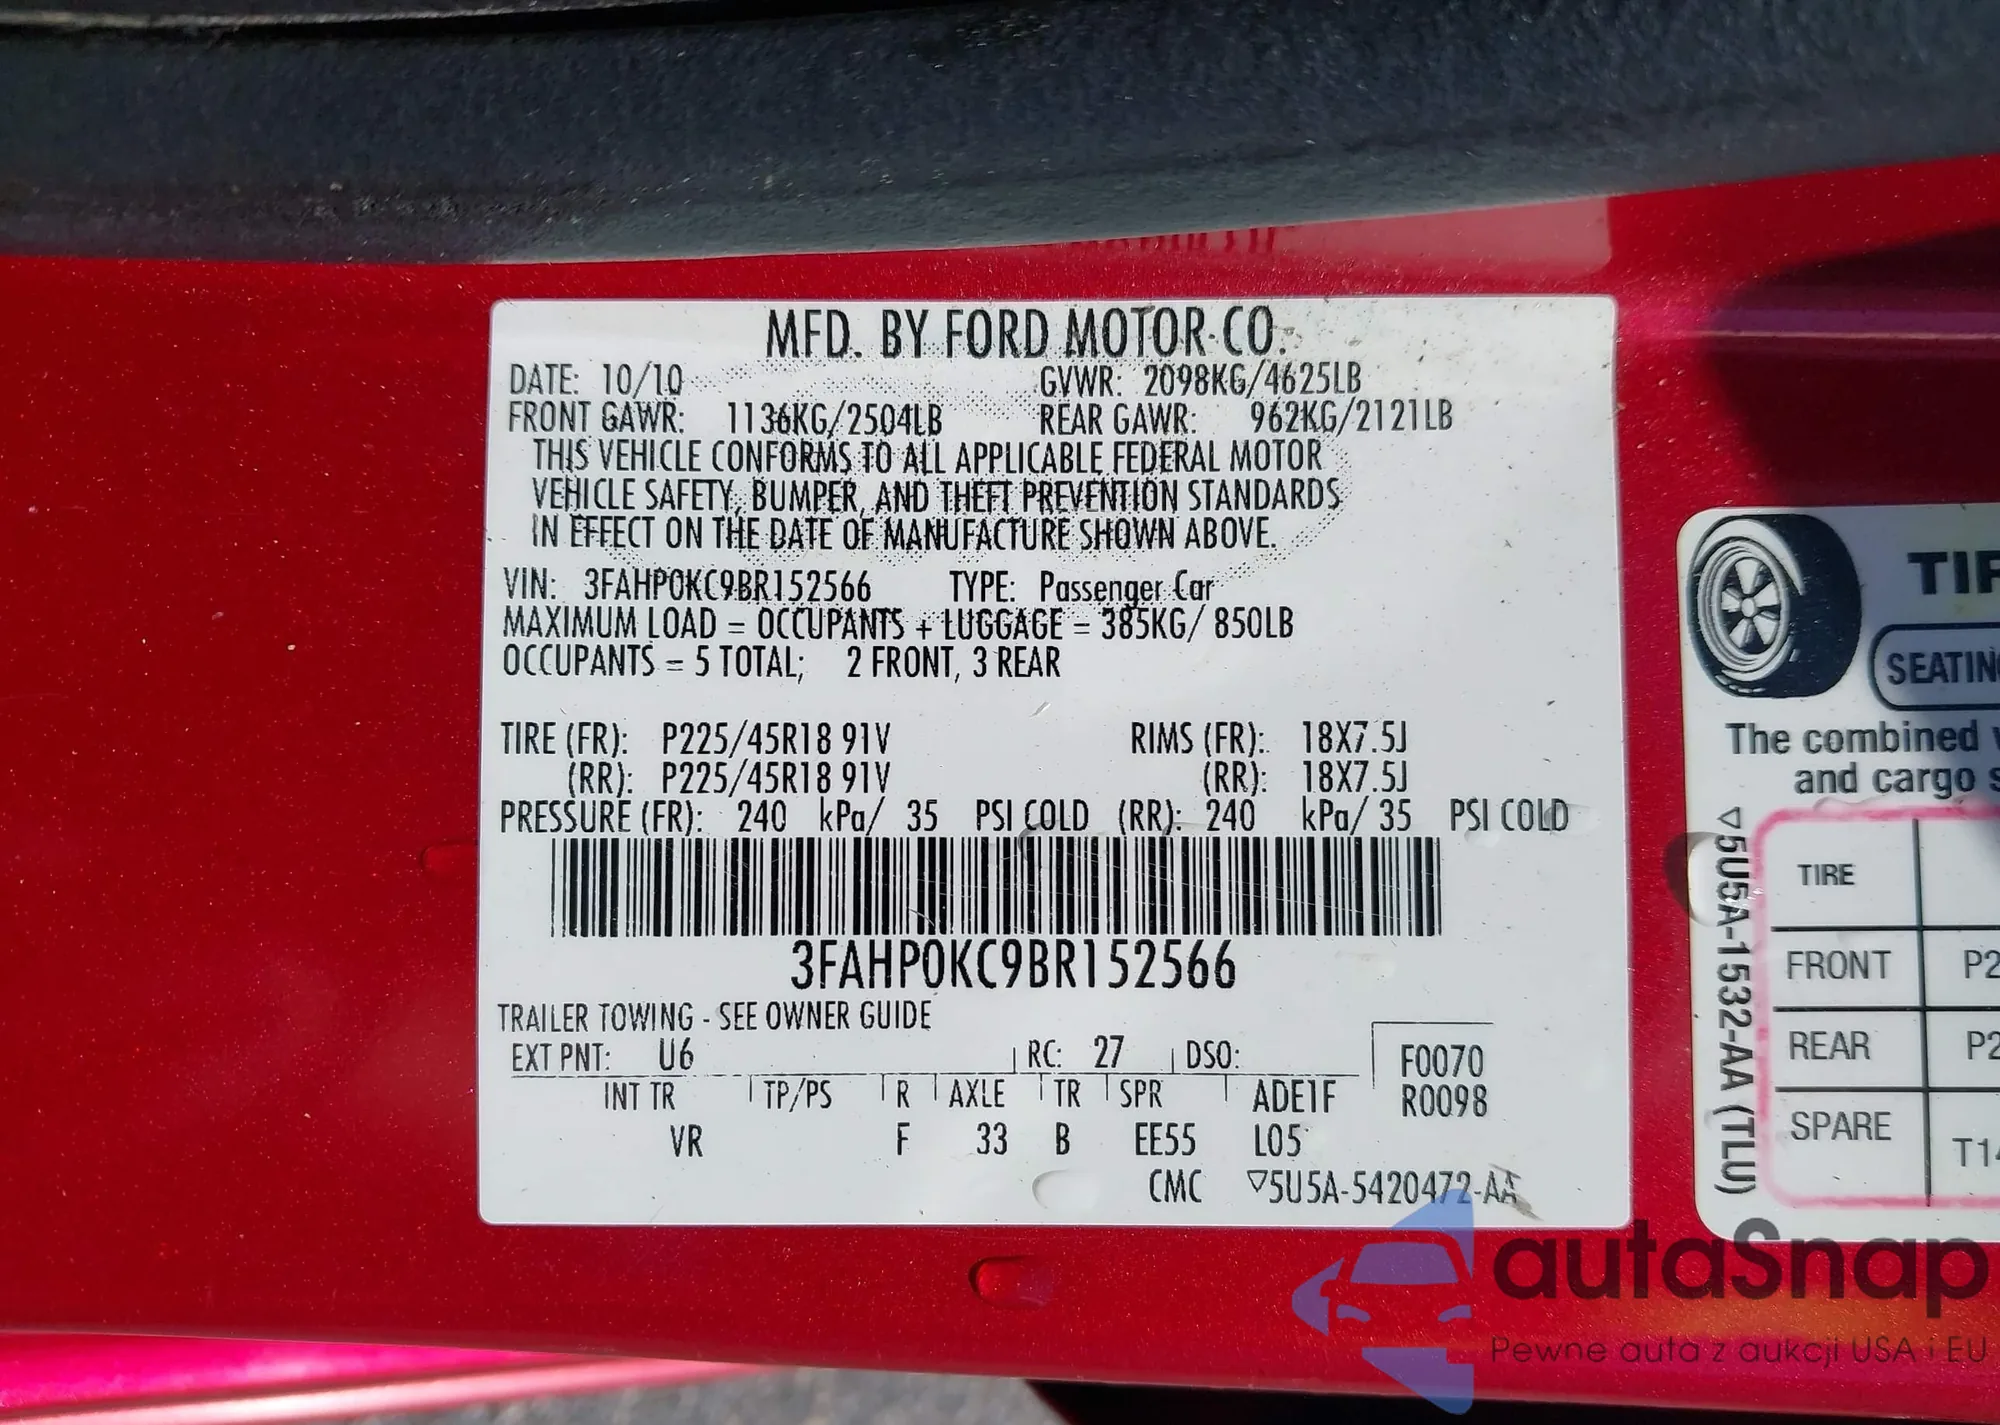 MFD. BY FORD MOTOR CO.
DATE: 10/10 GVWR: 2098KG/4625LB
FRONT GAWR: 1136KG/2504LB REAR GAWR: 962KG/2121LB
THIS VEHICLE CONFORMS TO ALL APPLICABLE FEDERAL MOTOR
VEHICLE SAFETY, BUMPER, AND THEFT PREVENTION STANDARDS
IN EFFECT ON THE DATE OF MANUFACTURE SHOWN ABOVE.
VIN: 3FAHP0KC9BR152566 TYPE: Passenger Car
MAXIMUM LOAD = OCCUPANTS + LUGGAGE = 385KG/ 850LB
OCCUPANTS = 5 TOTAL; 2 FRONT, 3 REAR
TIRE (FR): P225/45R18 91V RIMS (FR): 18X7.5J
(RR): P225/45R18 91V (RR): 18X7.5J
PRESSURE (FR): 240 kPa/ 35 PSI COLD (RR): 240 kPa/ 35 PSI COLD
3FAHP0KC9BR152566
TRAILER TOWING - SEE OWNER GUIDE
EXT PNT: U6 RC: 27 DSO: F0070
R0098
INT TR TP/PS R AXLE TR SPR ADE1F
VR F 33 B EE55 L05
CMC ▽5U5A-5420472-AA
TIR
SEATIN
The combined
and cargo s
▽5U5A-1532-AA (TLU)
TIRE
FRONT P2
REAR P2
SPARE T14
autaSnap
Pewne auta z aukcji USA i EU